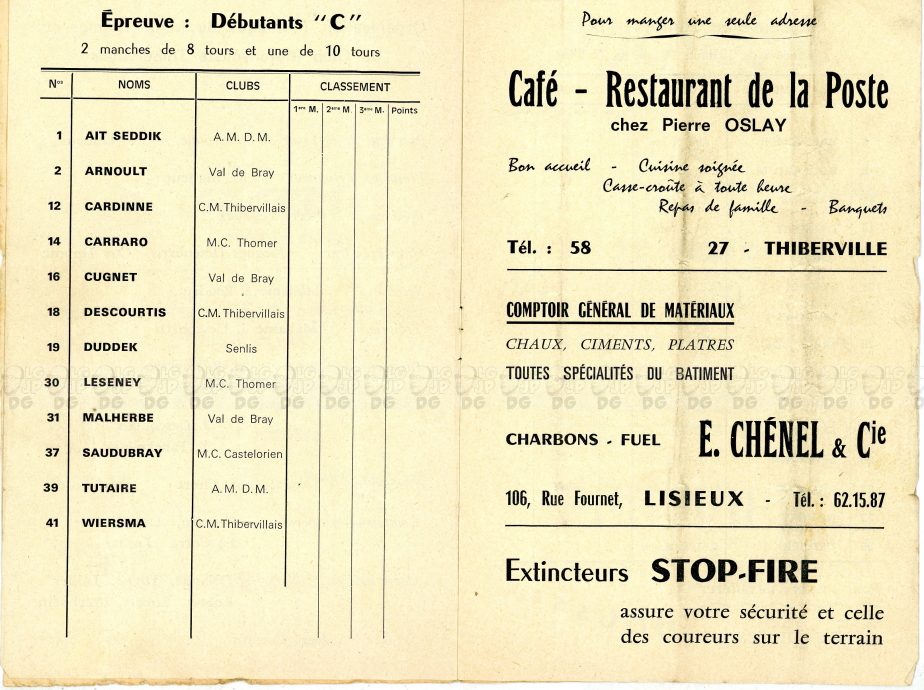 Épreuve : Débutants "C"
2 manches de 8 tours et une de 10 tours
Nos NOMS CLUBS CLASSEMENT
1ère M. 2ème M. 3ème M. Points
1 AIT SEDDIK A.M.D.M.
2 ARNOULT Val de Bray
12 CARDINNE C.M.Thibervillais
14 CARRARO M.C. Thomer
16 CUGNET Val de Bray
18 DESCOURTIS C.M.Thibervillais
19 DUDDEK Senlis
30 LESENEY M.C. Thomer
31 MALHERBE Val de Bray
37 SAUDUBRAY M.C. Castelorien
39 TUTAIRE A.M.D.M.
41 WIERSMA C.M.Thibervillais
Pour manger une seule adresse
Café - Restaurant de la Poste
chez Pierre OSLAY
Bon accueil - Cuisine soignée
Casse-croûte à toute heure
Repas de famille - Banquets
Tél. : 58 27 - THIBERVILLE
COMPTOIR GÉNÉRAL DE MATÉRIAUX
CHAUX, CIMENTS, PLATRES
TOUTES SPÉCIALITÉS DU BATIMENT
CHARBONS - FUEL E. CHÉNEL & Cie
106, Rue Fournet, LISIEUX - Tél. : 62.15.87
Extincteurs STOP-FIRE
assure votre sécurité et celle
des coureurs sur le terrain